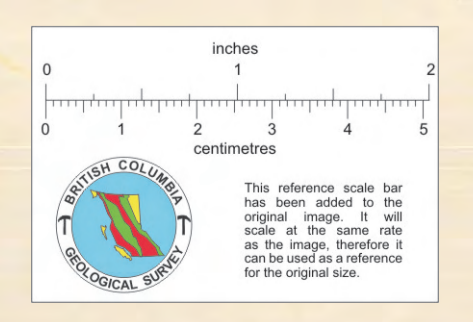 inches
0 1 2
0 1 2 3 4 5
centimetres
BRITISH COLUMBIA
GEOLOGICAL SURVEY
This reference scale bar
has been added to the
original image. It will
scale at the same rate
as the image, therefore it
can be used as a reference
for the original size.